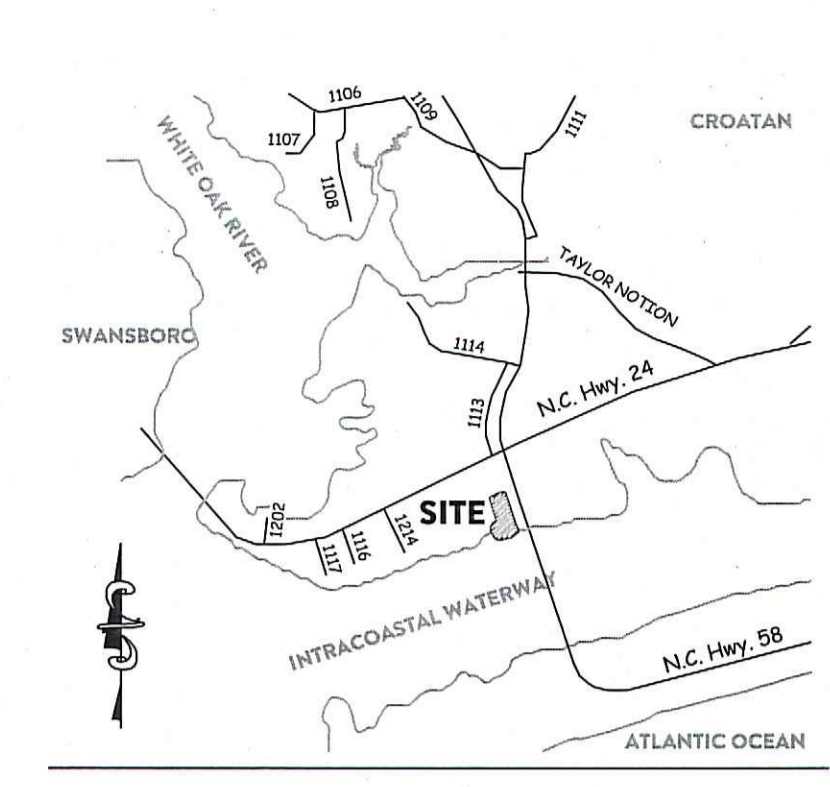 1106
1109
1111
CROATAN
1107
WHITE OAK RIVER
1108
TAYLOR NOTION
SWANSBORO
1114
N.C. Hwy. 24
1113
SITE
1202
1214
1116
1117
INTRACOASTAL WATERWAY
N.C. Hwy. 58
ATLANTIC OCEAN